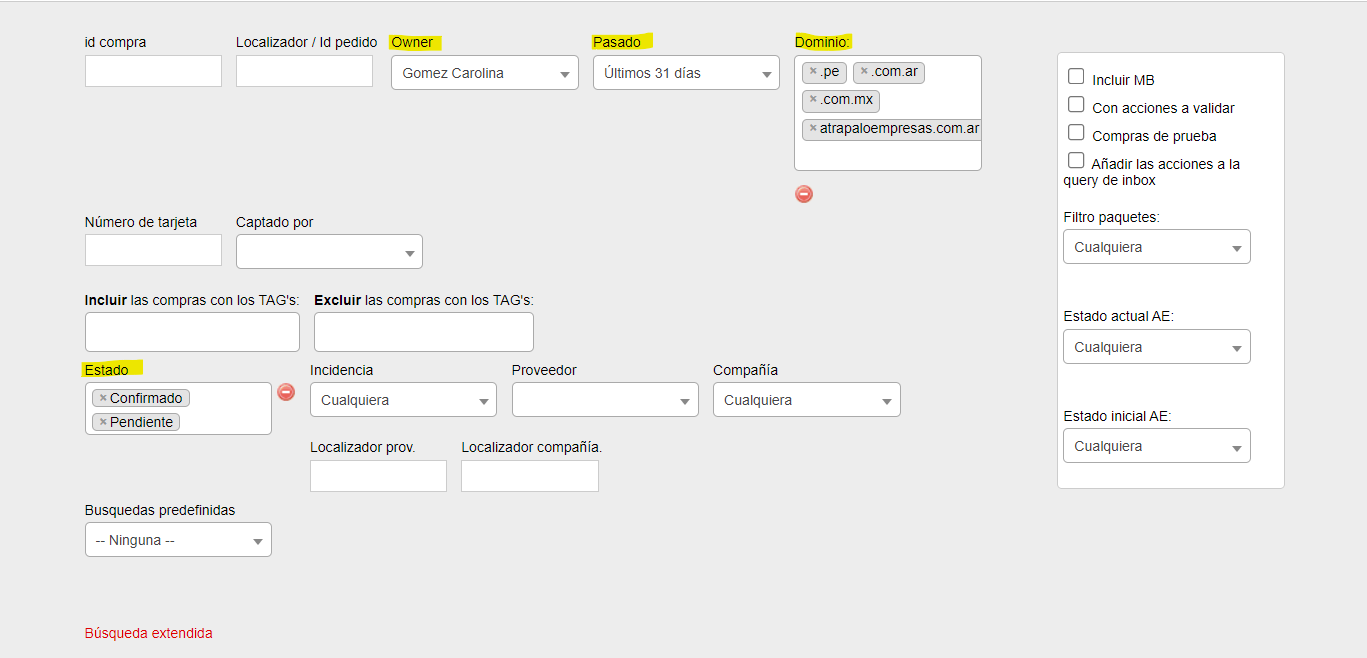 id compra
Localizador / Id pedido
Owner
Pasado
Dominio:
Gomez Carolina
Últimos 31 días
× .pe × .com.ar
× .com.mx
× atrapaloempresas.com.ar
Incluir MB
Con acciones a validar
Compras de prueba
Añadir las acciones a la
query de inbox
Número de tarjeta
Captado por
Filtro paquetes:
Cualquiera
Incluir las compras con los TAG's:
Excluir las compras con los TAG's:
Estado actual AE:
Cualquiera
Estado
Incidencia
Proveedor
Compañía
× Confirmado
× Pendiente
Cualquiera
Cualquiera
Estado inicial AE:
Cualquiera
Localizador prov.
Localizador compañía.
Busquedas predefinidas
-- Ninguna --
Búsqueda extendida